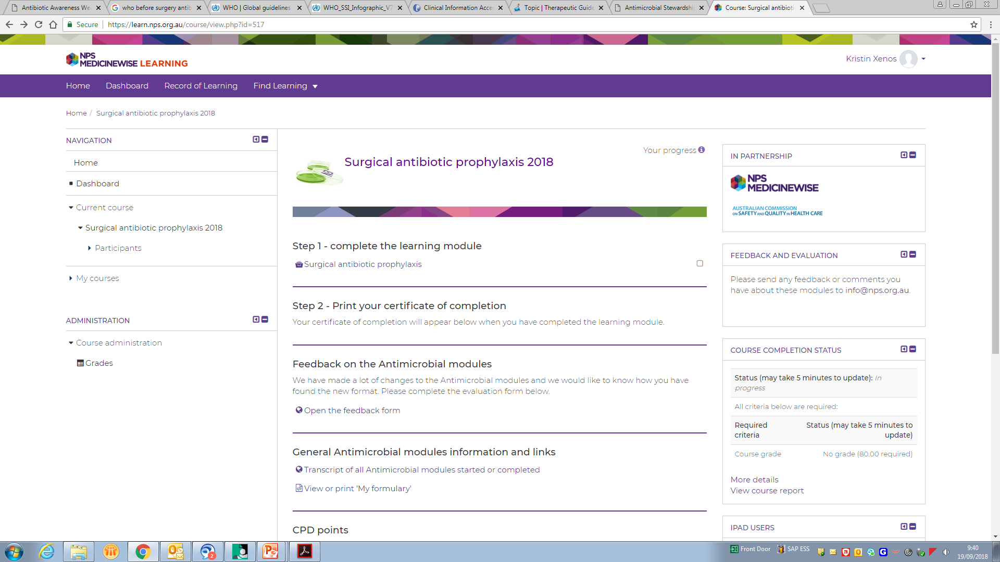 Antibiotic Awareness We
who before surgery antib
WHO | Global guidelines
WHO_SSI_Infographic_V7
Clinical Information Acce
Topic | Therapeutic Guide
Antimicrobial Stewardshi
Course: Surgical antibioti
Secure
https://learn.nps.org.au/course/view.php?id=517
NPS
MEDICINEWISE LEARNING
Kristin Xenos
Home
Dashboard
Record of Learning
Find Learning
Home / Surgical antibiotic prophylaxis 2018
NAVIGATION
Home
Dashboard
Current course
Surgical antibiotic prophylaxis 2018
Participants
My courses
ADMINISTRATION
Course administration
Grades
Your progress
Surgical antibiotic prophylaxis 2018
Step 1 - complete the learning module
Surgical antibiotic prophylaxis
Step 2 - Print your certificate of completion
Your certificate of completion will appear below when you have completed the learning module.
Feedback on the Antimicrobial modules
We have made a lot of changes to the Antimicrobial modules and we would like to know how you have
found the new format. Please complete the evaluation form below.
Open the feedback form
General Antimicrobial modules information and links
Transcript of all Antimicrobial modules started or completed
View or print 'My formulary'
CPD points
IN PARTNERSHIP
NPS
MEDICINEWISE
AUSTRALIAN COMMISSION
ON SAFETY AND QUALITY IN HEALTH CARE
FEEDBACK AND EVALUATION
Please send any feedback or comments you
have about these modules to info@nps.org.au.
COURSE COMPLETION STATUS
Status (may take 5 minutes to update): In
progress
All criteria below are required:
Required
criteria
Status (may take 5 minutes to
update)
Course grade
No grade (80.00 required)
More details
View course report
IPAD USERS
2
Front Door
SAP ESS
9:40
19/09/2018